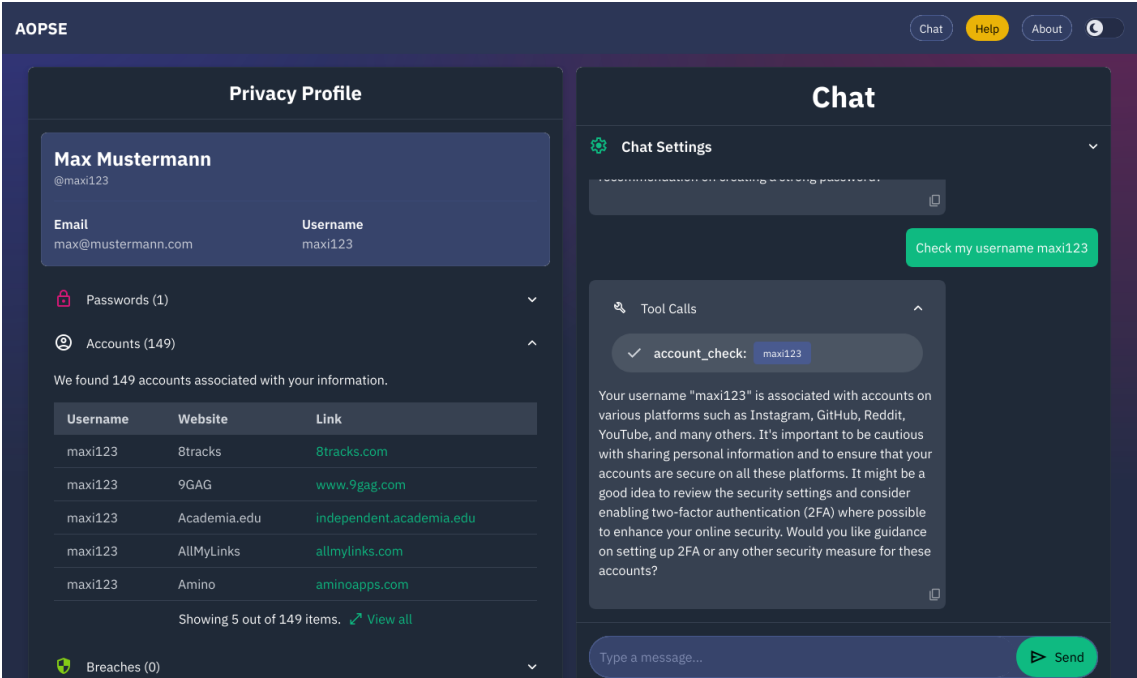 AOPSE
Chat
Help
About
Privacy Profile
Max Mustermann
@maxi123
Email
Username
max@mustermann.com
maxi123
Passwords (1)
Accounts (149)
We found 149 accounts associated with your information.
Username Website Link
maxi123 8tracks 8tracks.com
maxi123 9GAG www.9gag.com
maxi123 Academia.edu independent.academia.edu
maxi123 AllMyLinks allmylinks.com
maxi123 Amino aminoapps.com
Showing 5 out of 149 items. View all
Breaches (0)
Chat
Chat Settings
recommendation on creating a strong password?
Check my username maxi123
Tool Calls
account_check: maxi123
Your username "maxi123" is associated with accounts on
various platforms such as Instagram, GitHub, Reddit,
YouTube, and many others. It's important to be cautious
with sharing personal information and to ensure that your
accounts are secure on all these platforms. It might be a
good idea to review the security settings and consider
enabling two-factor authentication (2FA) where possible
to enhance your online security. Would you like guidance
on setting up 2FA or any other security measure for these
accounts?
Type a message...
Send